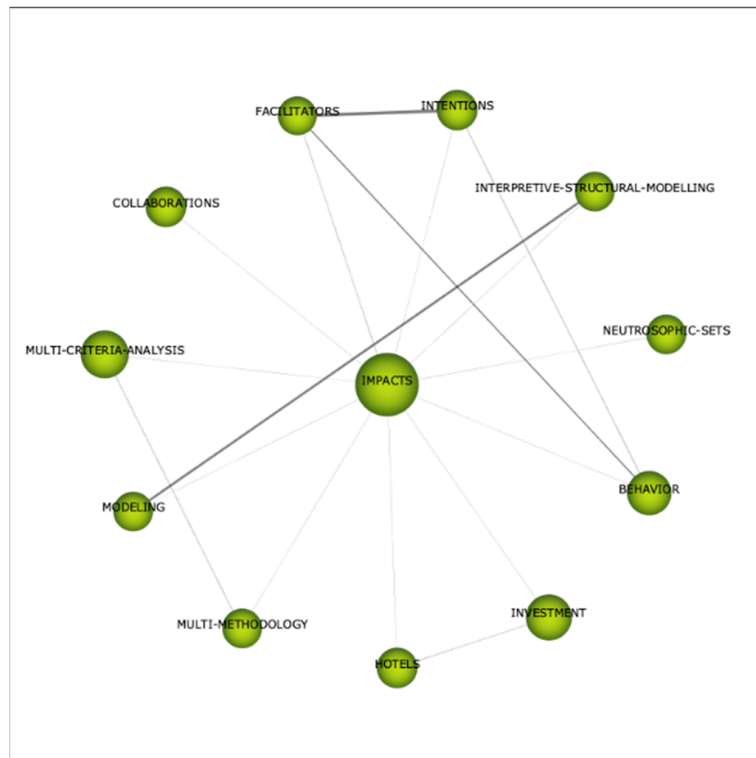 INTENTIONS
FACILITATORS
INTERPRETIVE-STRUCTURAL-MODELLING
COLLABORATIONS
NEUTROSOPHIC-SETS
MULTI-CRITERIA-ANALYSIS
IMPACTS
BEHAVIOR
MODELING
INVESTMENT
MULTI-METHODOLOGY
HOTELS